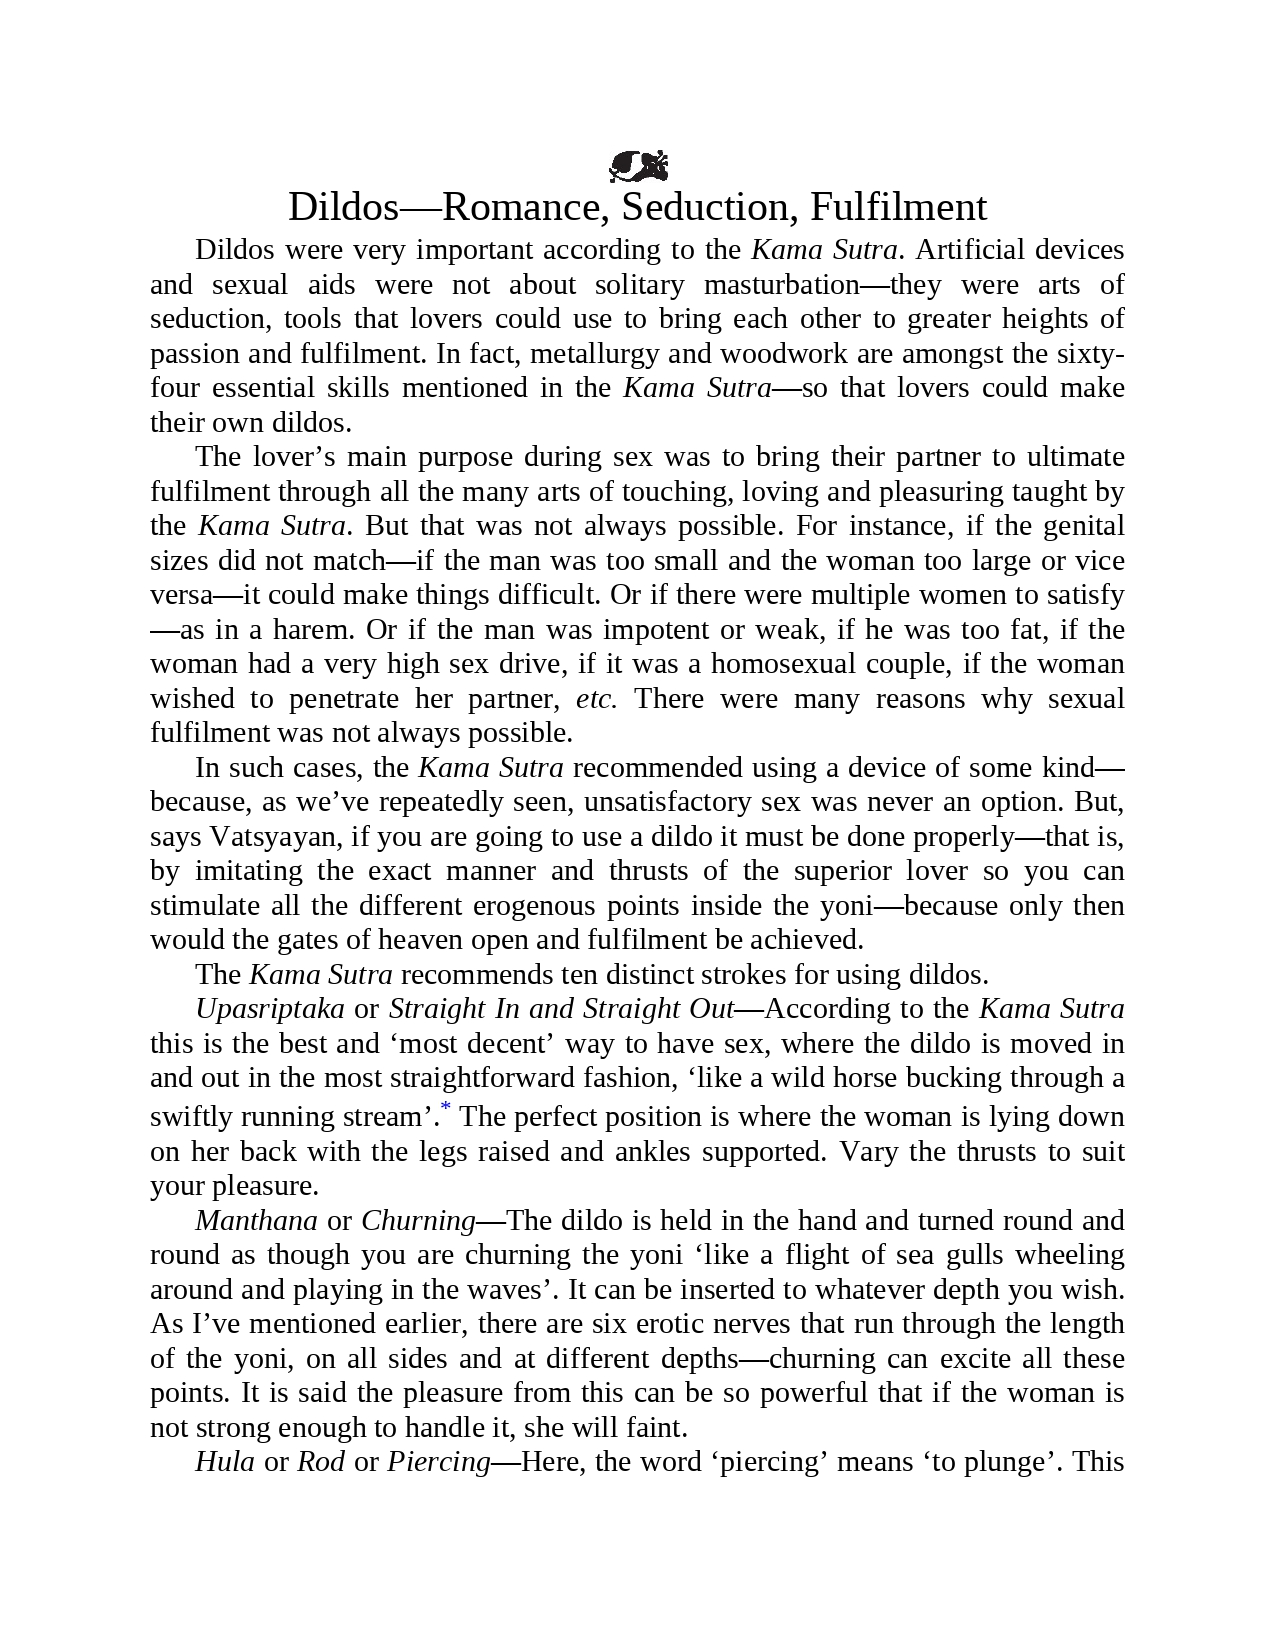 Dildos—Romance, Seduction, Fulfilment
Dildos were very important according to the Kama Sutra. Artificial devices
and sexual aids were not about solitary masturbation—they were arts of
seduction, tools that lovers could use to bring each other to greater heights of
passion and fulfilment. In fact, metallurgy and woodwork are amongst the sixty-
four essential skills mentioned in the Kama Sutra—so that lovers could make
their own dildos.
The lover’s main purpose during sex was to bring their partner to ultimate
fulfilment through all the many arts of touching, loving and pleasuring taught by
the Kama Sutra. But that was not always possible. For instance, if the genital
sizes did not match—if the man was too small and the woman too large or vice
versa—it could make things difficult. Or if there were multiple women to satisfy
—as in a harem. Or if the man was impotent or weak, if he was too fat, if the
woman had a very high sex drive, if it was a homosexual couple, if the woman
wished to penetrate her partner, etc. There were many reasons why sexual
fulfilment was not always possible.
In such cases, the Kama Sutra recommended using a device of some kind—
because, as we’ve repeatedly seen, unsatisfactory sex was never an option. But,
says Vatsyayan, if you are going to use a dildo it must be done properly—that is,
by imitating the exact manner and thrusts of the superior lover so you can
stimulate all the different erogenous points inside the yoni—because only then
would the gates of heaven open and fulfilment be achieved.
The Kama Sutra recommends ten distinct strokes for using dildos.
Upasriptaka or Straight In and Straight Out—According to the Kama Sutra
this is the best and ‘most decent’ way to have sex, where the dildo is moved in
and out in the most straightforward fashion, ‘like a wild horse bucking through a
swiftly running stream’.* The perfect position is where the woman is lying down
on her back with the legs raised and ankles supported. Vary the thrusts to suit
your pleasure.
Manthana or Churning—The dildo is held in the hand and turned round and
round as though you are churning the yoni ‘like a flight of sea gulls wheeling
around and playing in the waves’. It can be inserted to whatever depth you wish.
As I’ve mentioned earlier, there are six erotic nerves that run through the length
of the yoni, on all sides and at different depths—churning can excite all these
points. It is said the pleasure from this can be so powerful that if the woman is
not strong enough to handle it, she will faint.
Hula or Rod or Piercing—Here, the word ‘piercing’ means ‘to plunge’. This